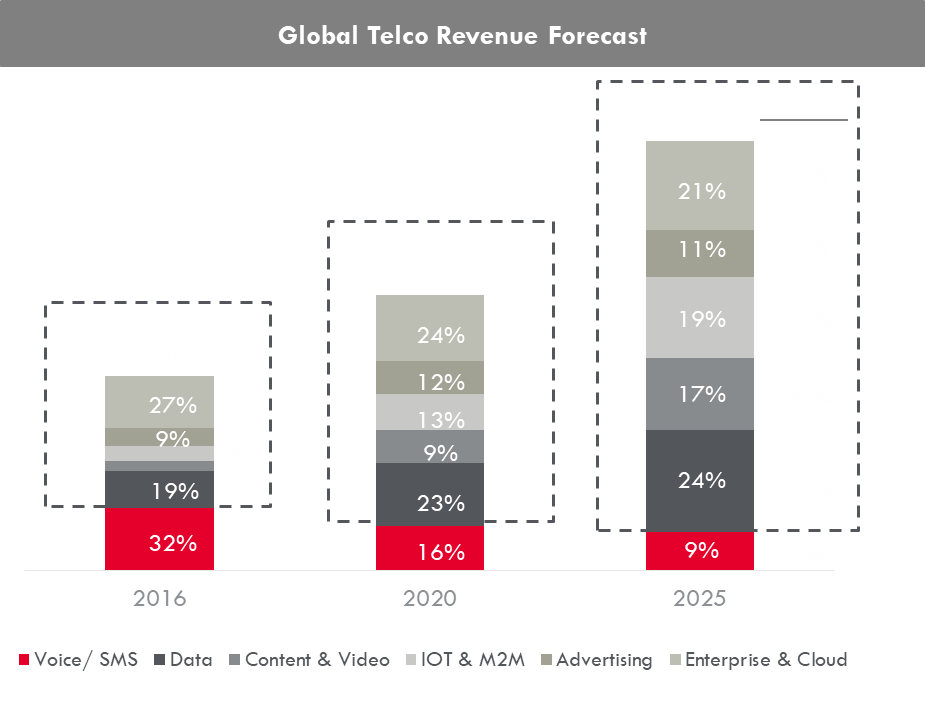 Global Telco Revenue Forecast
21%
11%
24%
19%
12%
27%
13%
17%
9%
9%
19%
23%
24%
32%
16%
9%
2016
2020
2025
Voice/ SMS
Data
Content & Video
IOT & M2M
Advertising
Enterprise & Cloud